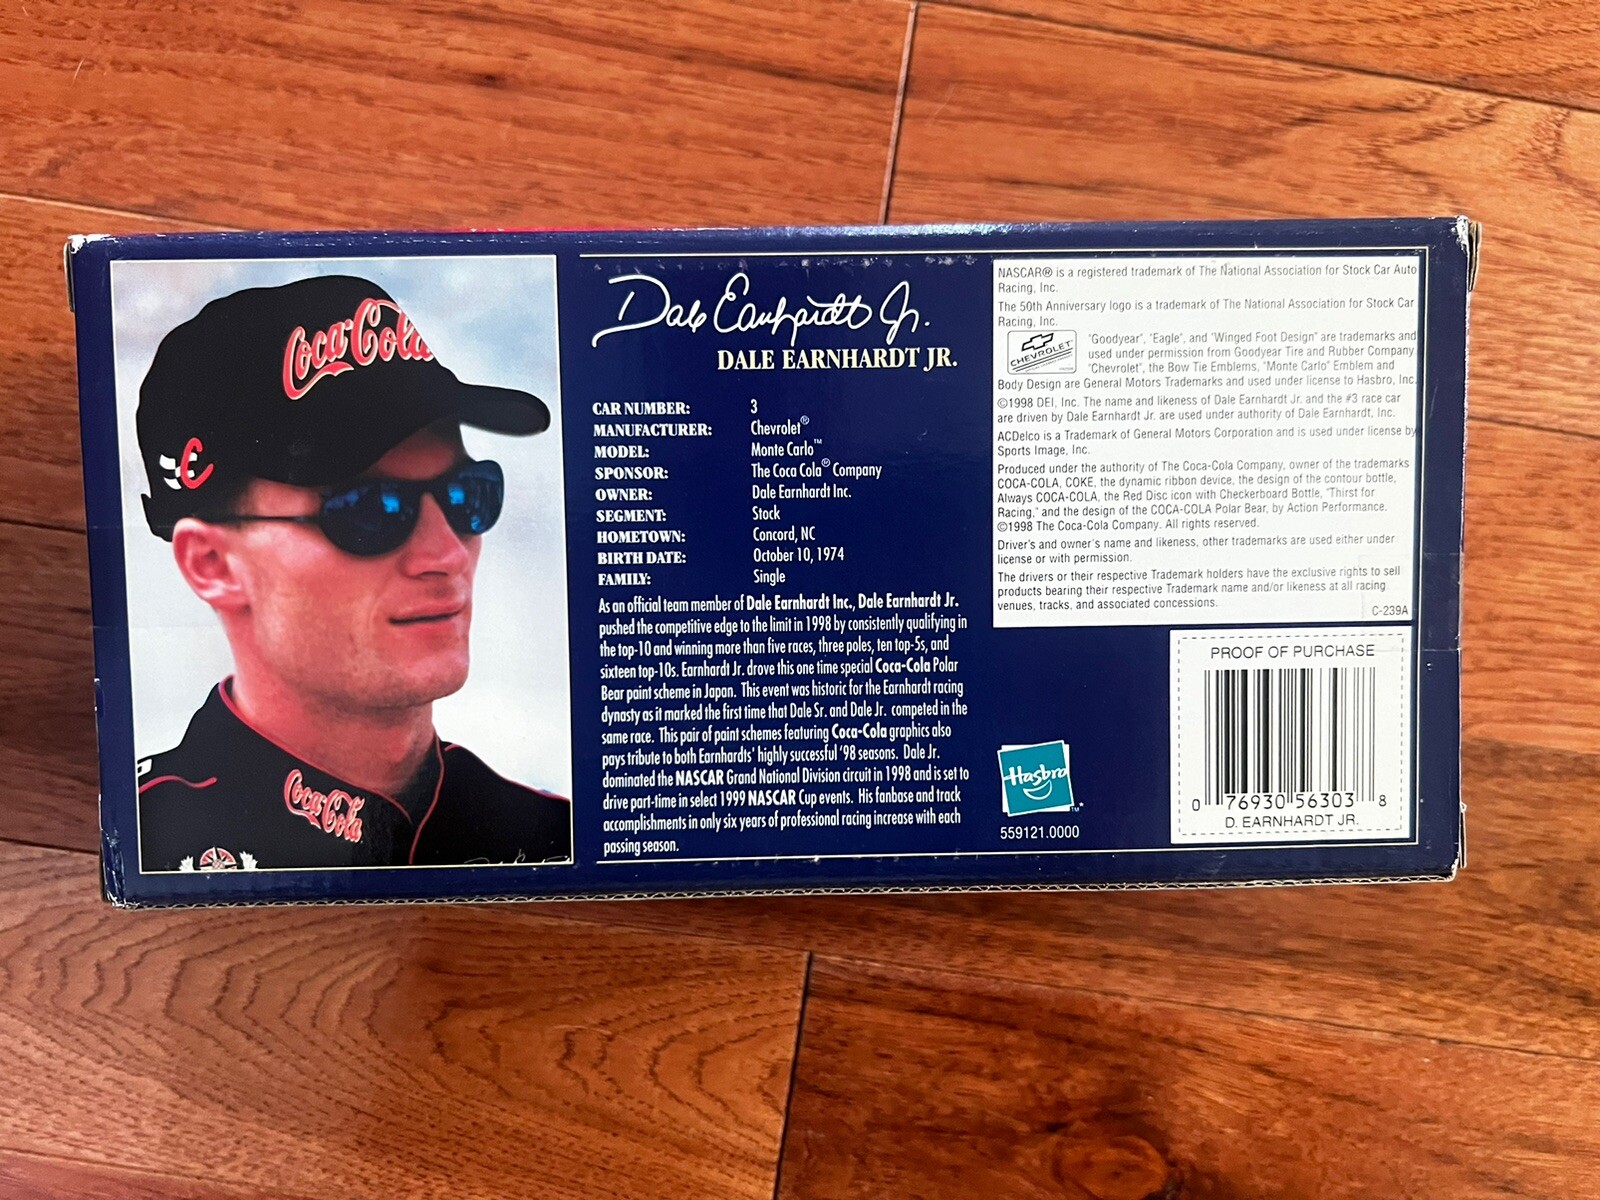 Coca-Cola
C
Coca-Cola
Dale Earnhardt Jr.
DALE EARNHARDT JR.
CAR NUMBER: 3
MANUFACTURER: Chevrolet®
MODEL: Monte Carlo™
SPONSOR: The Coca Cola® Company
OWNER: Dale Earnhardt Inc.
SEGMENT: Stock
HOMETOWN: Concord, NC
BIRTH DATE: October 10, 1974
FAMILY: Single
As an official team member of Dale Earnhardt Inc., Dale Earnhardt Jr.
pushed the competitive edge to the limit in 1998 by consistently qualifying in
the top-10 and winning more than five races, three poles, ten top-5s, and
sixteen top-10s. Earnhardt Jr. drove this one time special Coca-Cola Polar
Bear paint scheme in Japan. This event was historic for the Earnhardt racing
dynasty as it marked the first time that Dale Sr. and Dale Jr. competed in the
same race. This pair of paint schemes featuring Coca-Cola graphics also
pays tribute to both Earnhardts' highly successful '98 seasons. Dale Jr.
dominated the NASCAR Grand National Division circuit in 1998 and is set to
drive part-time in select 1999 NASCAR Cup events. His fanbase and track
accomplishments in only six years of professional racing increase with each
passing season.
NASCAR® is a registered trademark of The National Association for Stock Car Auto
Racing, Inc.
The 50th Anniversary logo is a trademark of The National Association for Stock Car
Racing, Inc.
CHEVROLET
"Goodyear", "Eagle", and "Winged Foot Design" are trademarks and
used under permission from Goodyear Tire and Rubber Company
"Chevrolet", the Bow Tie Emblems, "Monte Carlo" Emblem and
Body Design are General Motors Trademarks and used under license to Hasbro, Inc.
©1998 DEI, Inc. The name and likeness of Dale Earnhardt Jr. and the #3 race car
are driven by Dale Earnhardt Jr. are used under authority of Dale Earnhardt, Inc.
ACDelco is a Trademark of General Motors Corporation and is used under license by
Sports Image, Inc.
Produced under the authority of The Coca-Cola Company, owner of the trademarks
COCA-COLA, COKE, the dynamic ribbon device, the design of the contour bottle,
Always COCA-COLA, the Red Disc icon with Checkerboard Bottle, "Thirst for
Racing," and the design of the COCA-COLA Polar Bear, by Action Performance.
©1998 The Coca-Cola Company. All rights reserved.
Driver's and owner's name and likeness, other trademarks are used either under
license or with permission.
The drivers or their respective Trademark holders have the exclusive rights to sell
products bearing their respective Trademark name and/or likeness at all racing
venues, tracks, and associated concessions.
C-239A
PROOF OF PURCHASE
0 76930 56303 8
D. EARNHARDT JR.
Hasbro
559121.0000